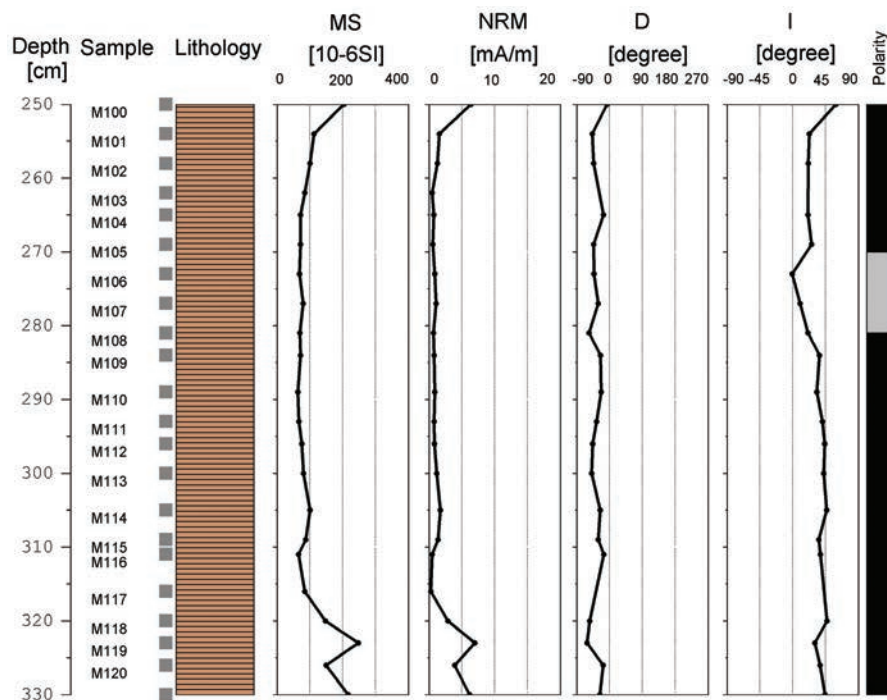 MS NRM D I
Depth Sample Lithology [10-6SI] [mA/m] [degree] [degree] Polarity
[cm]
0 200 400 0 10 20 -90 0 90 180 270 -90 -45 0 45 90
250
M100
M101
M102
260
M103
M104
270
M105
M106
M107
280
M108
M109
290
M110
M111
M112
300
M113
M114
310
M115
M116
M117
320
M118
M119
M120
330